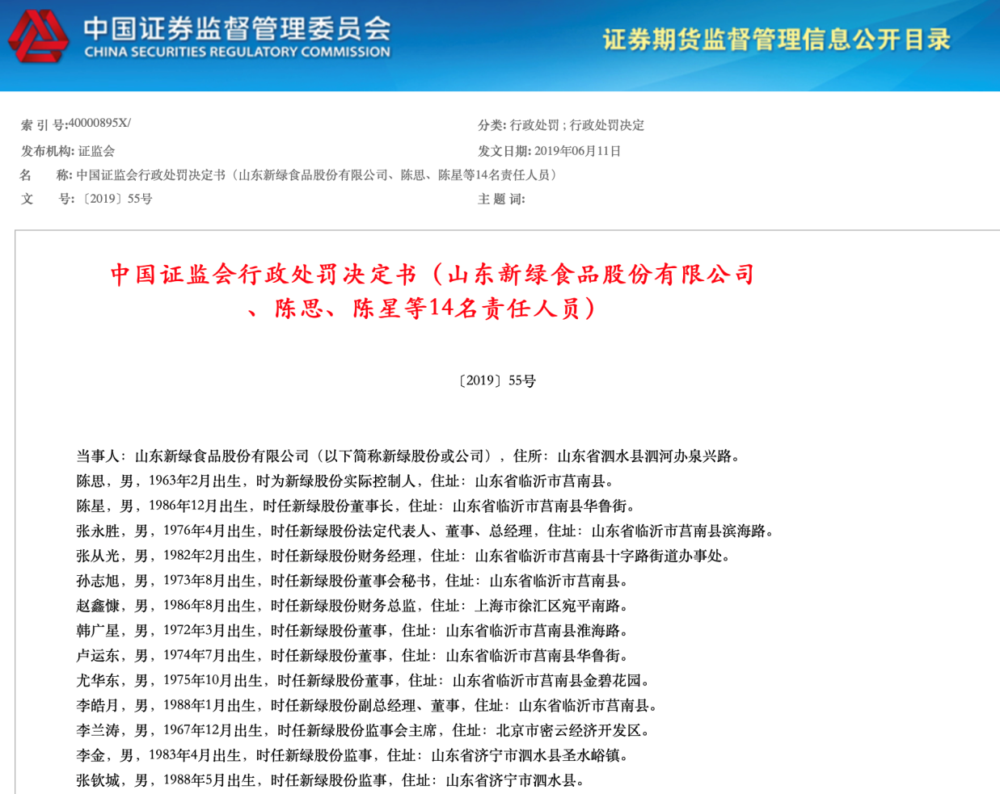 中国证券监督管理委员会
CHINA SECURITIES REGULATORY COMMISSION
证券期货监督管理信息公开目录
索 引 号:40000895X/
分类: 行政处罚 ; 行政处罚决定
发布机构: 证监会
发文日期: 2019年06月11日
名　　称: 中国证监会行政处罚决定书（山东新绿食品股份有限公司、陈思、陈星等14名责任人员）
文　　号: 〔2019〕55号
主 题 词:
中国证监会行政处罚决定书（山东新绿食品股份有限公司
、陈思、陈星等14名责任人员）
〔2019〕55号
当事人：山东新绿食品股份有限公司（以下简称新绿股份或公司），住所：山东省泗水县泗河办泉兴路。
陈思，男，1963年2月出生，时为新绿股份实际控制人，住址：山东省临沂市莒南县。
陈星，男，1986年12月出生，时任新绿股份董事长，住址：山东省临沂市莒南县华鲁街。
张永胜，男，1976年4月出生，时任新绿股份法定代表人、董事、总经理，住址：山东省临沂市莒南县滨海路。
张从光，男，1982年2月出生，时任新绿股份财务经理，住址：山东省临沂市莒南县十字路街道办事处。
孙志旭，男，1973年8月出生，时任新绿股份董事会秘书，住址：山东省临沂市莒南县。
赵鑫慷，男，1986年8月出生，时任新绿股份财务总监，住址：上海市徐汇区宛平南路。
韩广星，男，1972年3月出生，时任新绿股份董事，住址：山东省临沂市莒南县淮海路。
卢运东，男，1974年7月出生，时任新绿股份董事，住址：山东省临沂市莒南县华鲁街。
尤华东，男，1975年10月出生，时任新绿股份董事，住址：山东省临沂市莒南县金碧花园。
李皓月，男，1988年1月出生，时任新绿股份副总经理、董事，住址：山东省临沂市莒南县。
李兰涛，男，1967年12月出生，时任新绿股份监事会主席，住址：北京市密云经济开发区。
李金，男，1983年4月出生，时任新绿股份监事，住址：山东省济宁市泗水县圣水峪镇。
张钦城，男，1988年5月出生，时任新绿股份监事，住址：山东省济宁市泗水县。